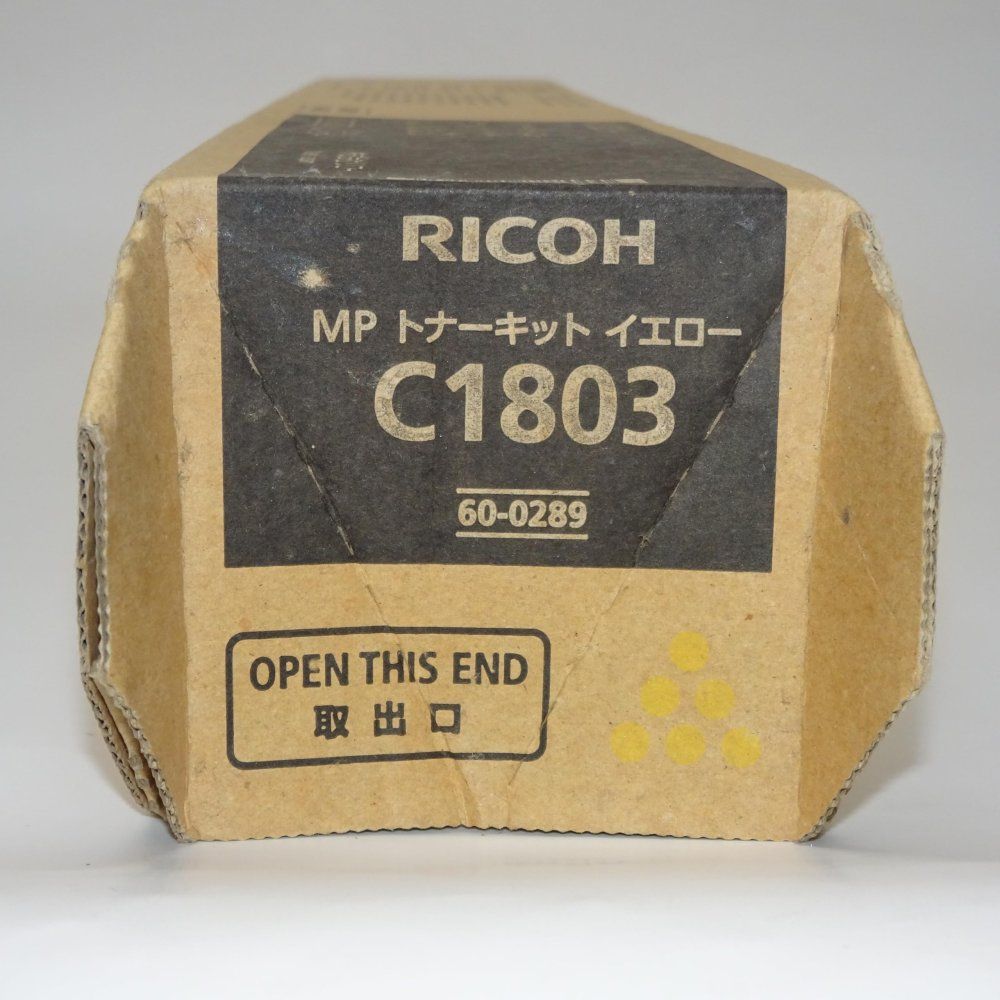 RICOH
MP トナーキット イエロー
C1803
60-0289
OPEN THIS END
取出口